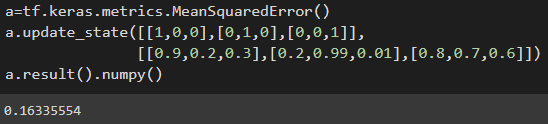 a=tf.keras.metrics.MeanSquaredError()
a.update_state([[1,0,0],[0,1,0],[0,0,1]],
[[0.9,0.2,0.3],[0.2,0.99,0.01],[0.8,0.7,0.6]])
a.result().numpy()
0.16335554